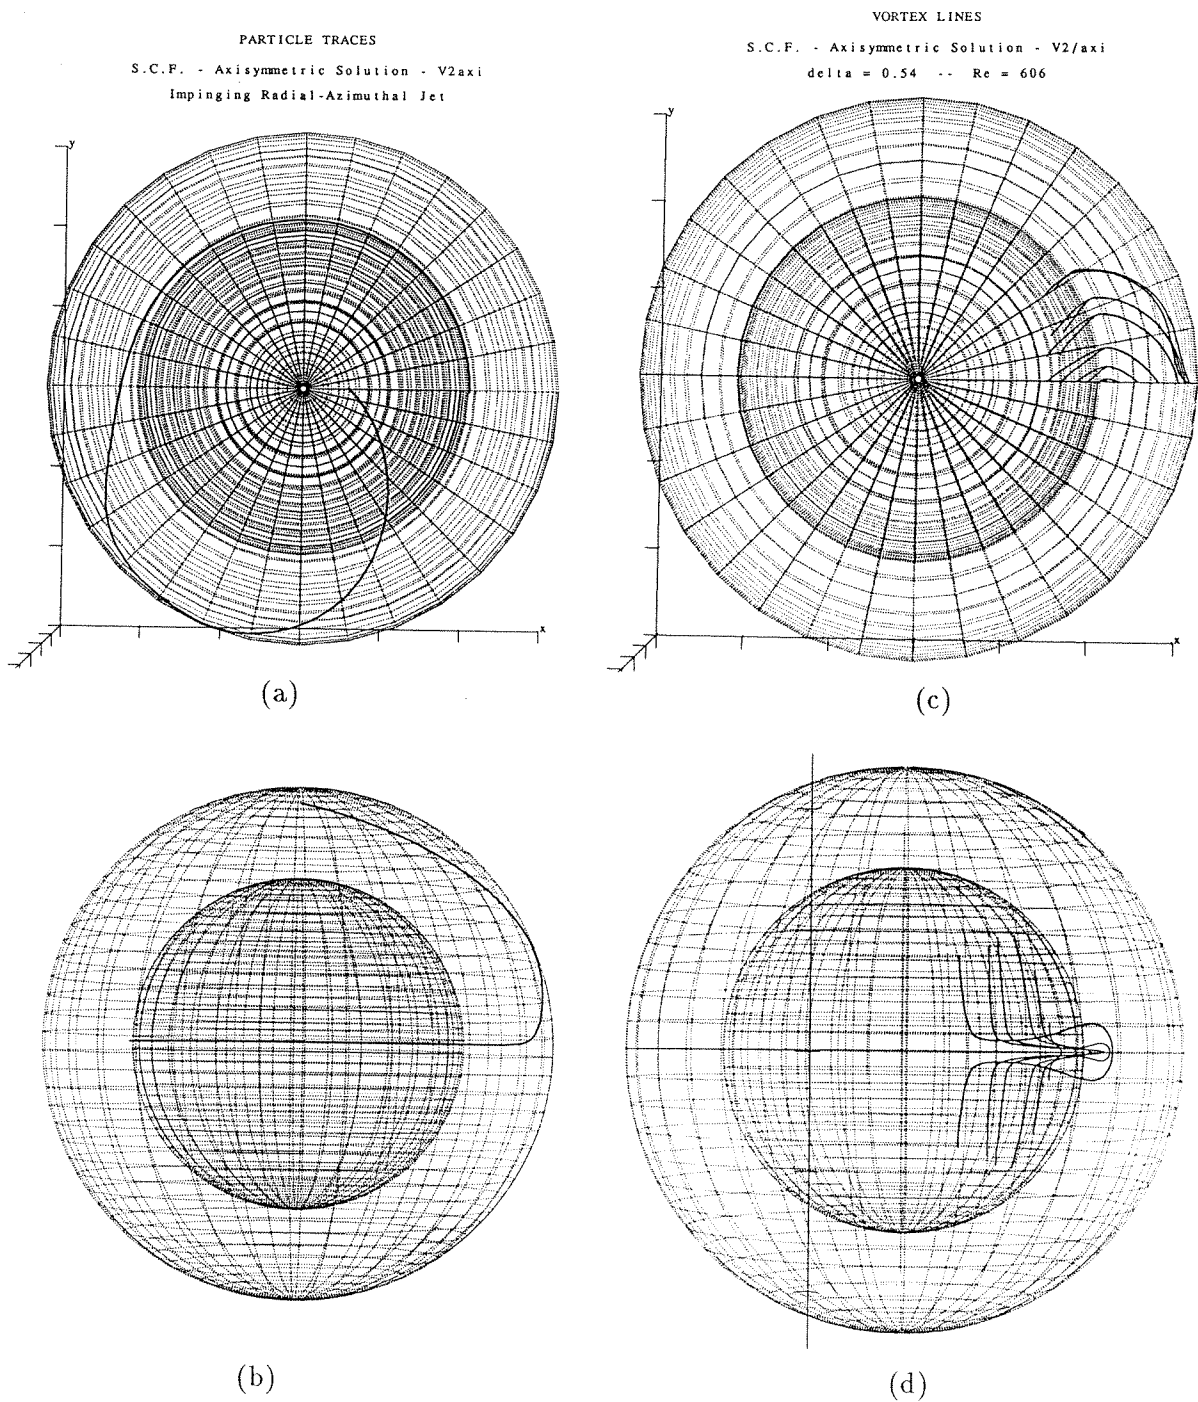 PARTICLE TRACES
S.C.F. - Axisymmetric Solution - V2axi
Impinging Radial-Azimuthal Jet
y
x
(a)
VORTEX LINES
S.C.F. - Axisymmetric Solution - V2/axi
delta = 0.54 -- Re = 606
y
x
(c)
(b)
(d)